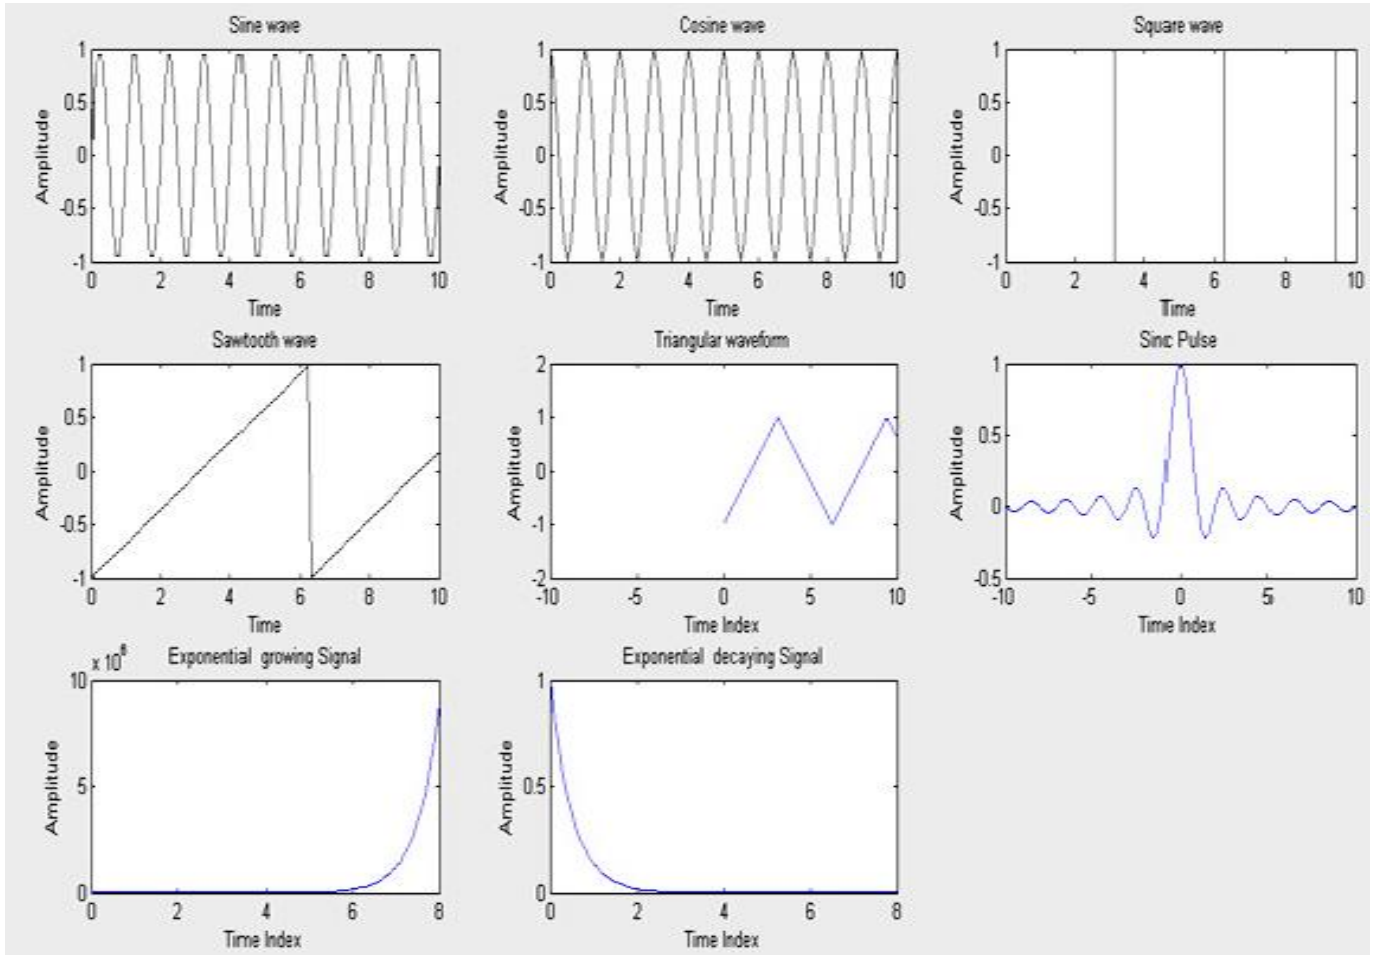 Sine wave
Cosine wave
Square wave
1
0.5
0
-0.5
-1
Amplitude
0 2 4 6 8 10
Time
1
0.5
0
-0.5
-1
Amplitude
0 2 4 6 8 10
Time
1
0.5
0
-0.5
-1
Amplitude
0 2 4 6 8 10
Time
Sawtooth wave
Triangular waveform
Sinc Pulse
1
0.5
0
-0.5
-1
Amplitude
0 2 4 6 8 10
Time
2
1
0
-1
-2
Amplitude
-10 -5 0 5 10
Time Index
1
0.5
0
-0.5
Amplitude
-10 -5 0 5 10
Time Index
x 10
Exponential growing Signal
Exponential decaying Signal
10
5
0
Amplitude
0 2 4 6 8
Time Index
1
0.5
0
Amplitude
0 2 4 6 8
Time Index